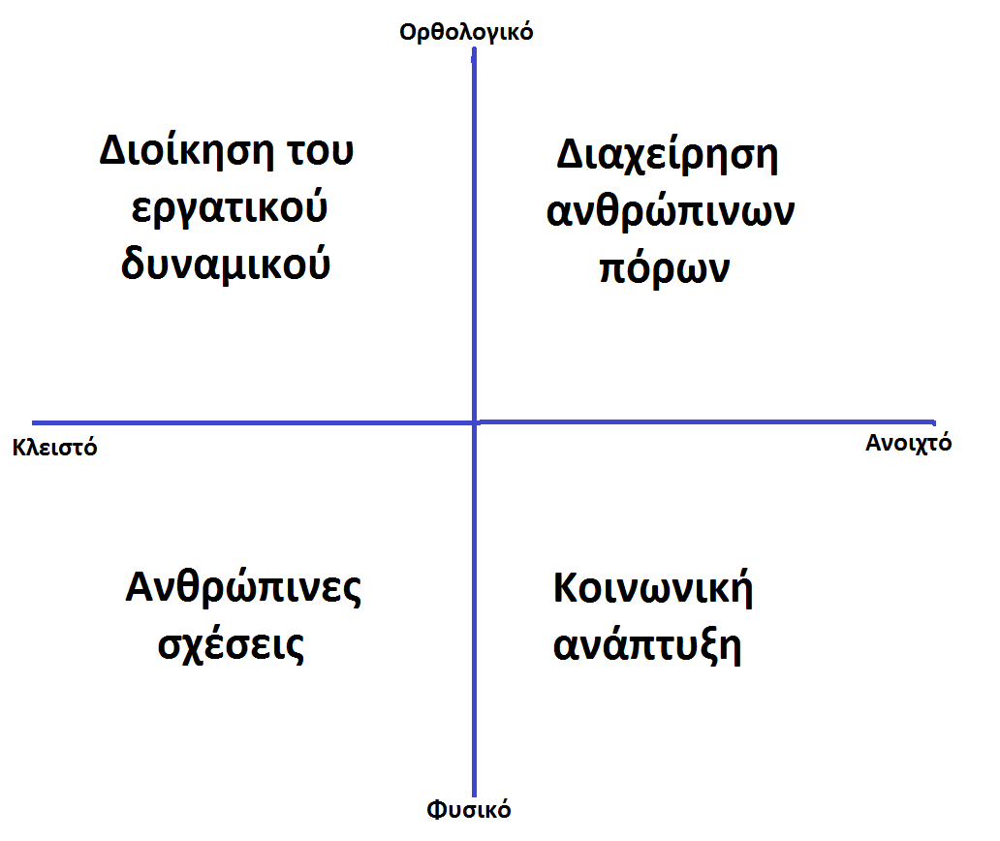 Ορθολογικό
Διοίκηση του
εργατικού
δυναμικού
Διαχείρηση
ανθρώπινων
πόρων
Κλειστό
Ανοιχτό
Ανθρώπινες
σχέσεις
Κοινωνική
ανάπτυξη
Φυσικό